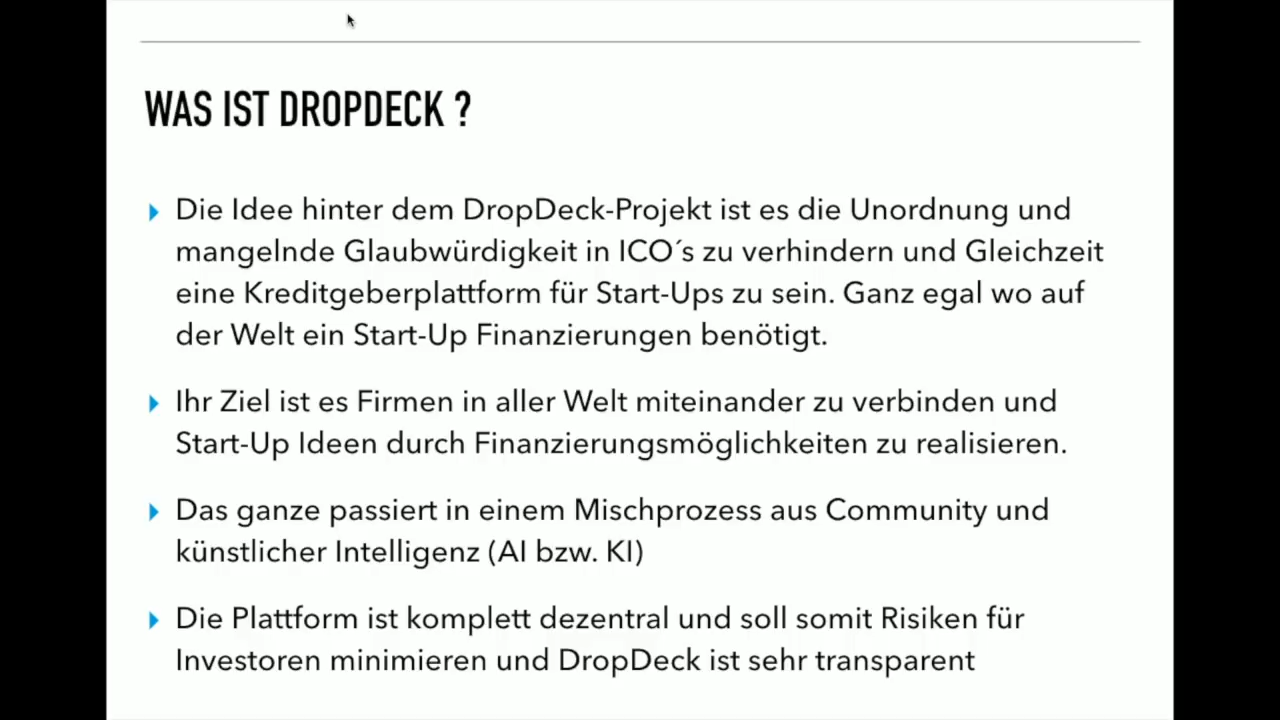 WAS IST DROPDECK ?
Die Idee hinter dem DropDeck-Projekt ist es die Unordnung und
mangelnde Glaubwürdigkeit in ICO´s zu verhindern und Gleichzeit
eine Kreditgeberplattform für Start-Ups zu sein. Ganz egal wo auf
der Welt ein Start-Up Finanzierungen benötigt.
Ihr Ziel ist es Firmen in aller Welt miteinander zu verbinden und
Start-Up Ideen durch Finanzierungsmöglichkeiten zu realisieren.
Das ganze passiert in einem Mischprozess aus Community und
künstlicher Intelligenz (AI bzw. KI)
Die Plattform ist komplett dezentral und soll somit Risiken für
Investoren minimieren und DropDeck ist sehr transparent